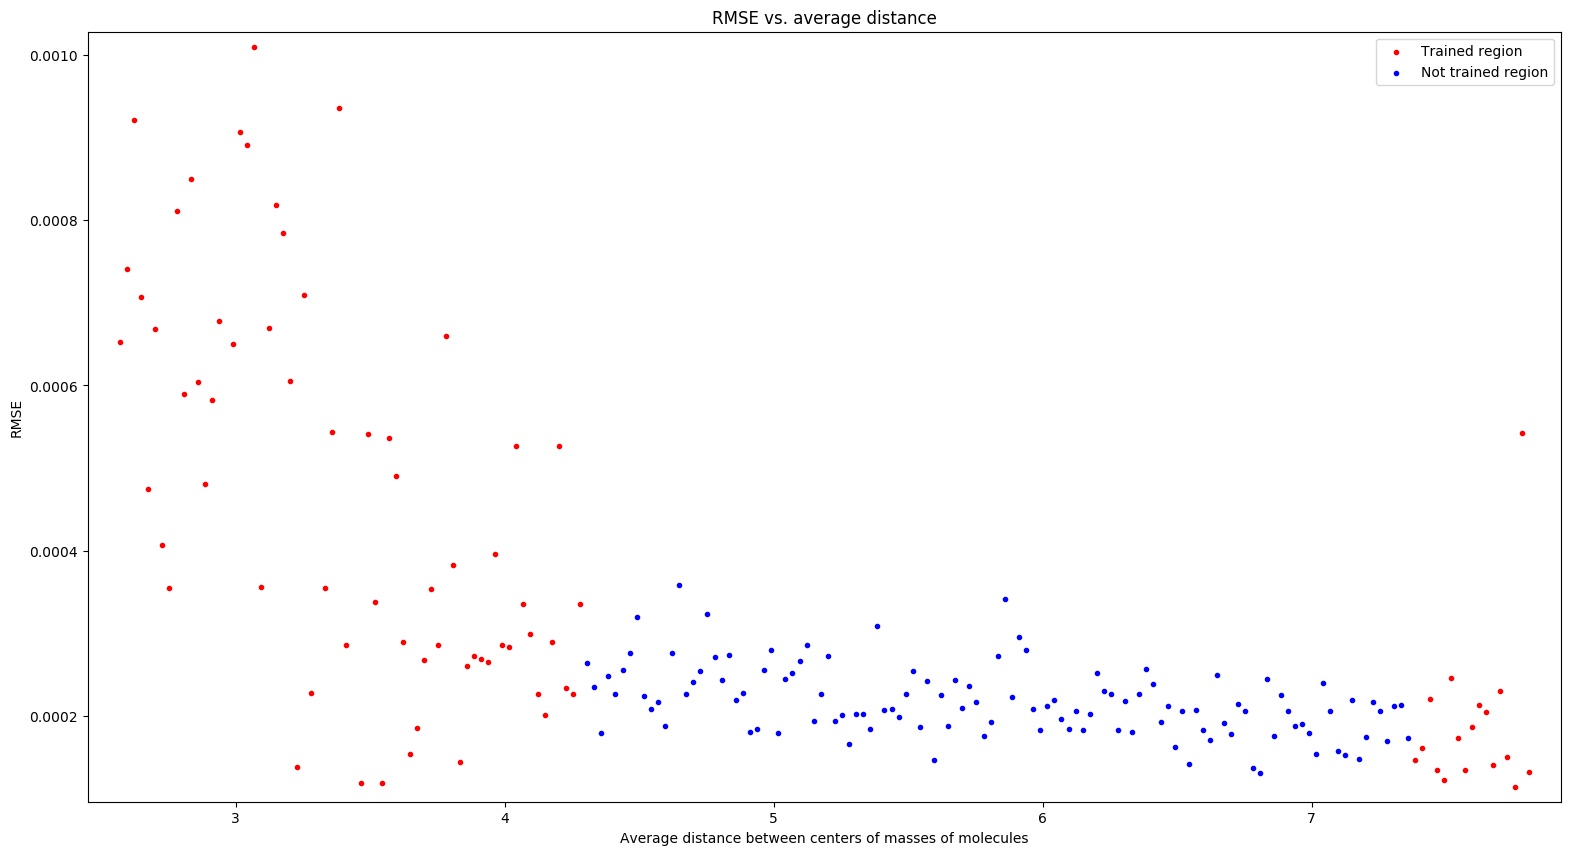 RMSE vs. average distance
Trained region
Not trained region
0.0010
0.0008
0.0006
0.0004
0.0002
RMSE
3 4 5 6 7
Average distance between centers of masses of molecules